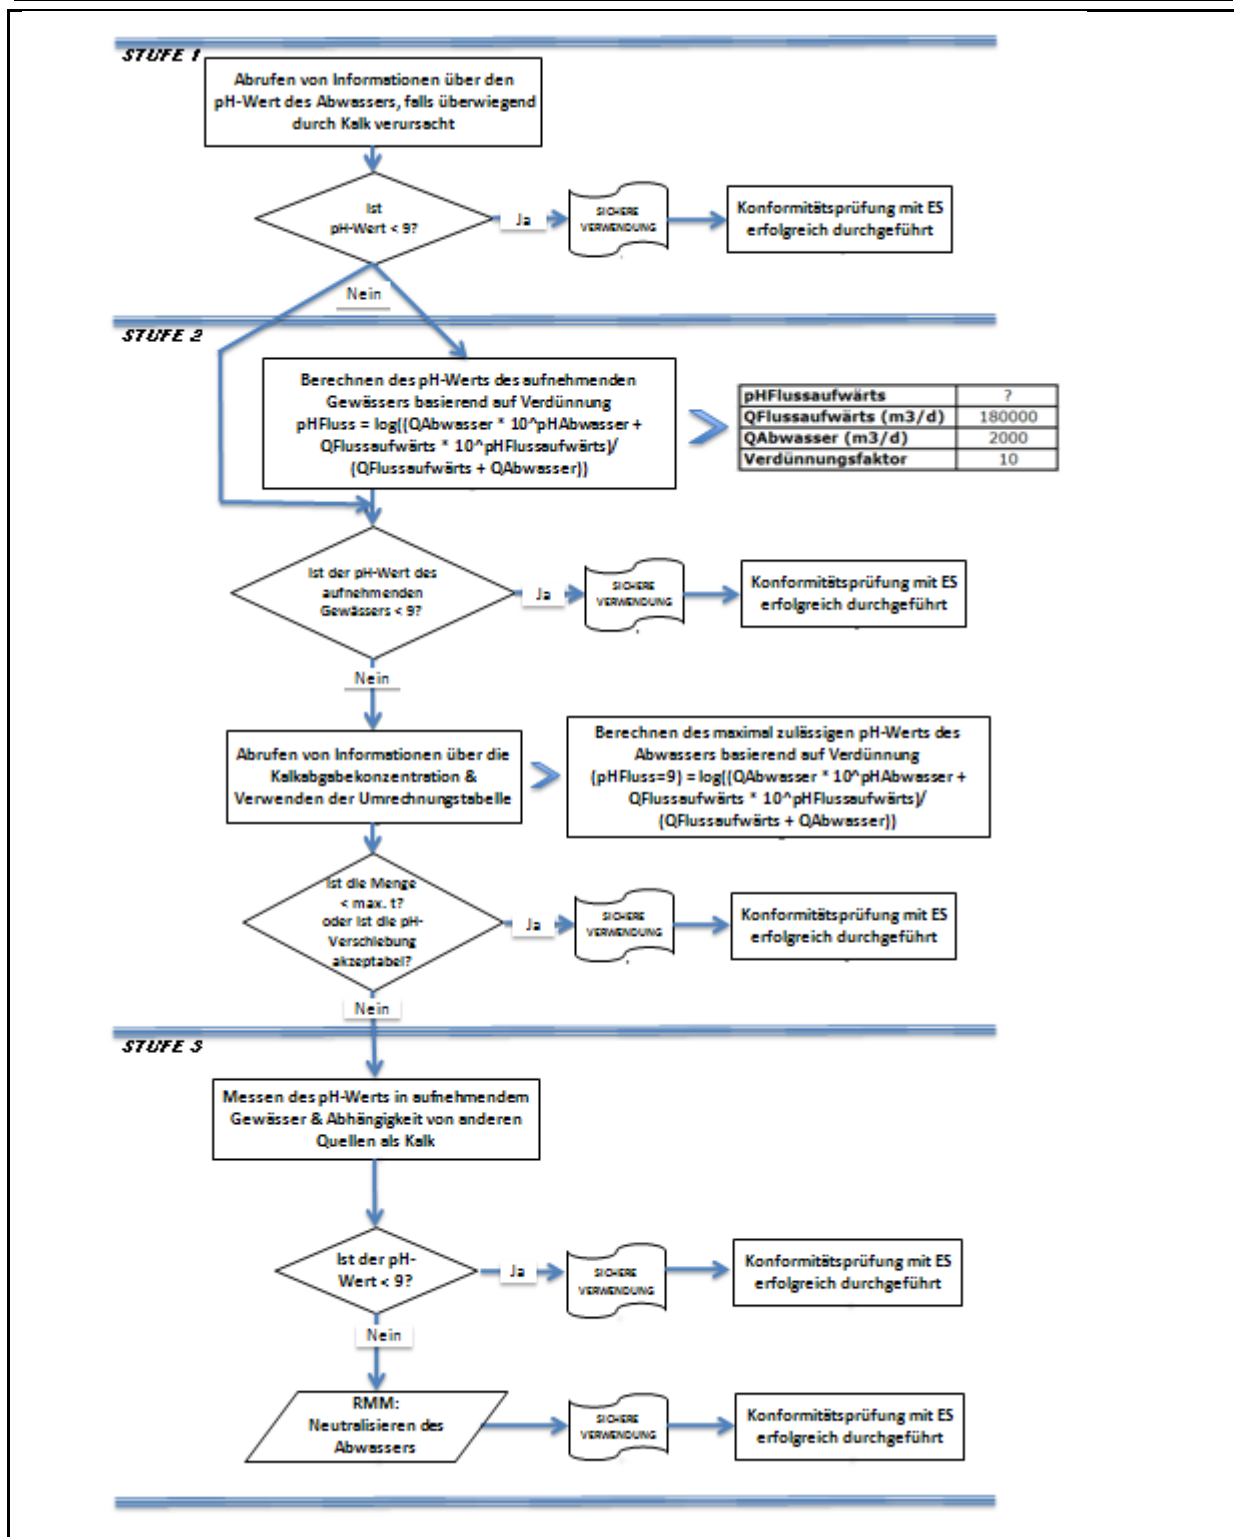 STUFE 1
Abrufen von Informationen über den
pH-Wert des Abwassers, falls überwiegend
durch Kalk verursacht
Ist
pH-Wert < 9?
Ja
SICHERE
VERWENDUNG
Konformitätsprüfung mit ES
erfolgreich durchgeführt
Nein
STUFE 2
Berechnen des pH-Werts des aufnehmenden
Gewässers basierend auf Verdünnung
pHFluss = log((QAbwasser * 10^pHAbwasser +
QFlussaufwärts * 10^pHFlussaufwärts)/
(QFlussaufwärts + QAbwasser))
pHFlussaufwärts ?
QFlussaufwärts (m3/d) 180000
QAbwasser (m3/d) 2000
Verdünnungsfaktor 10
Ist der pH-Wert des
aufnehmenden
Gewässers < 9?
Ja
SICHERE
VERWENDUNG
Konformitätsprüfung mit ES
erfolgreich durchgeführt
Nein
Abrufen von Informationen über die
Kalkabgabekonzentration &
Verwenden der Umrechnungstabelle
Berechnen des maximal zulässigen pH-Werts des
Abwassers basierend auf Verdünnung
(pHFluss=9) = log((QAbwasser * 10^pHAbwasser +
QFlussaufwärts * 10^pHFlussaufwärts)/
(QFlussaufwärts + QAbwasser))
Ist die Menge
< max. t?
oder ist die pH-
Verschiebung
akzeptabel?
Ja
SICHERE
VERWENDUNG
Konformitätsprüfung mit ES
erfolgreich durchgeführt
Nein
STUFE 3
Messen des pH-Werts in aufnehmendem
Gewässer & Abhängigkeit von anderen
Quellen als Kalk
Ist der pH-
Wert < 9?
Ja
SICHERE
VERWENDUNG
Konformitätsprüfung mit ES
erfolgreich durchgeführt
Nein
RMM:
Neutralisieren des
Abwassers
SICHERE
VERWENDUNG
Konformitätsprüfung mit ES
erfolgreich durchgeführt